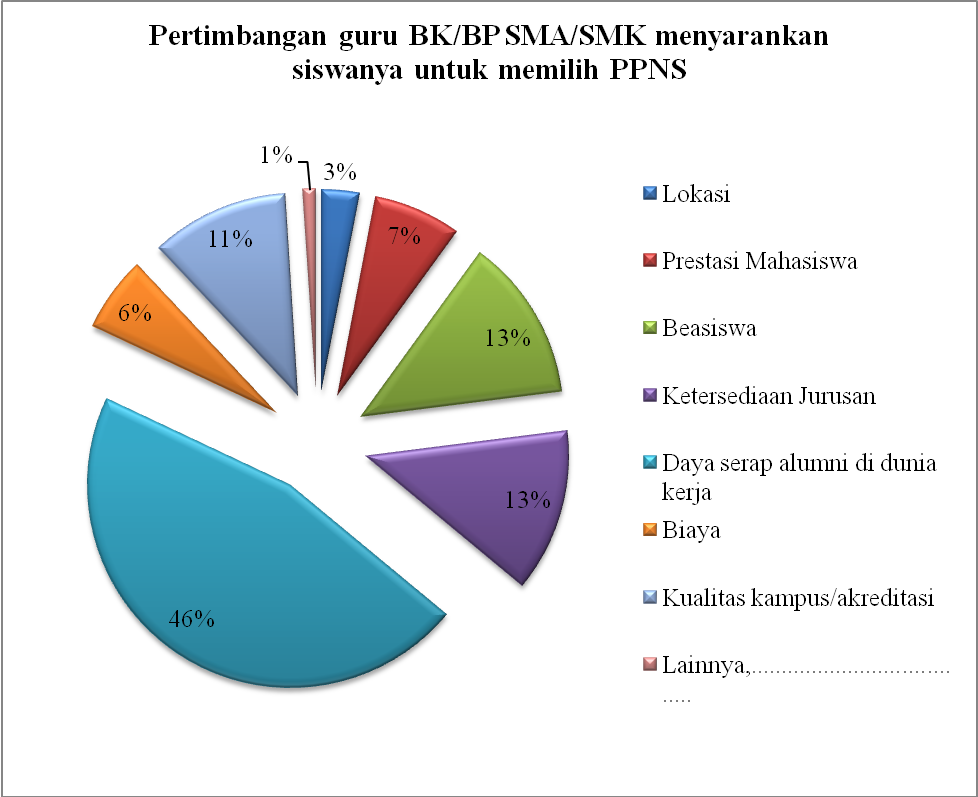 Pertimbangan guru BK/BP SMA/SMK menyarankan
siswanya untuk memilih PPNS
1%
3%
7%
11%
13%
6%
13%
46%
Lokasi
Prestasi Mahasiswa
Beasiswa
Ketersediaan Jurusan
Daya serap alumni di dunia
kerja
Biaya
Kualitas kampus/akreditasi
Lainnya,.................................
.....